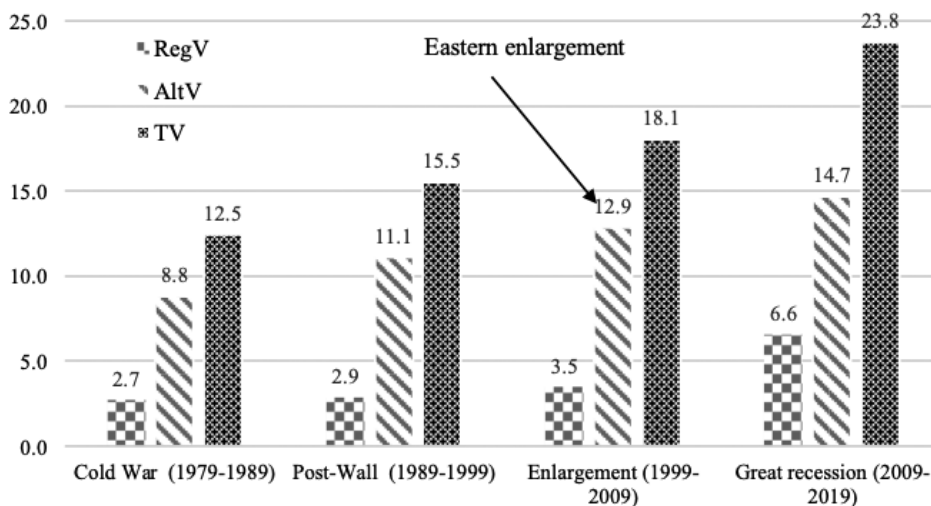 25.0
20.0
15.0
10.0
5.0
0.0
RegV
AltV
TV
Eastern enlargement
2.7
8.8
12.5
2.9
11.1
15.5
3.5
12.9
18.1
6.6
14.7
23.8
Cold War (1979-1989)
Post-Wall (1989-1999)
Enlargement (1999-
2009)
Great recession (2009-
2019)